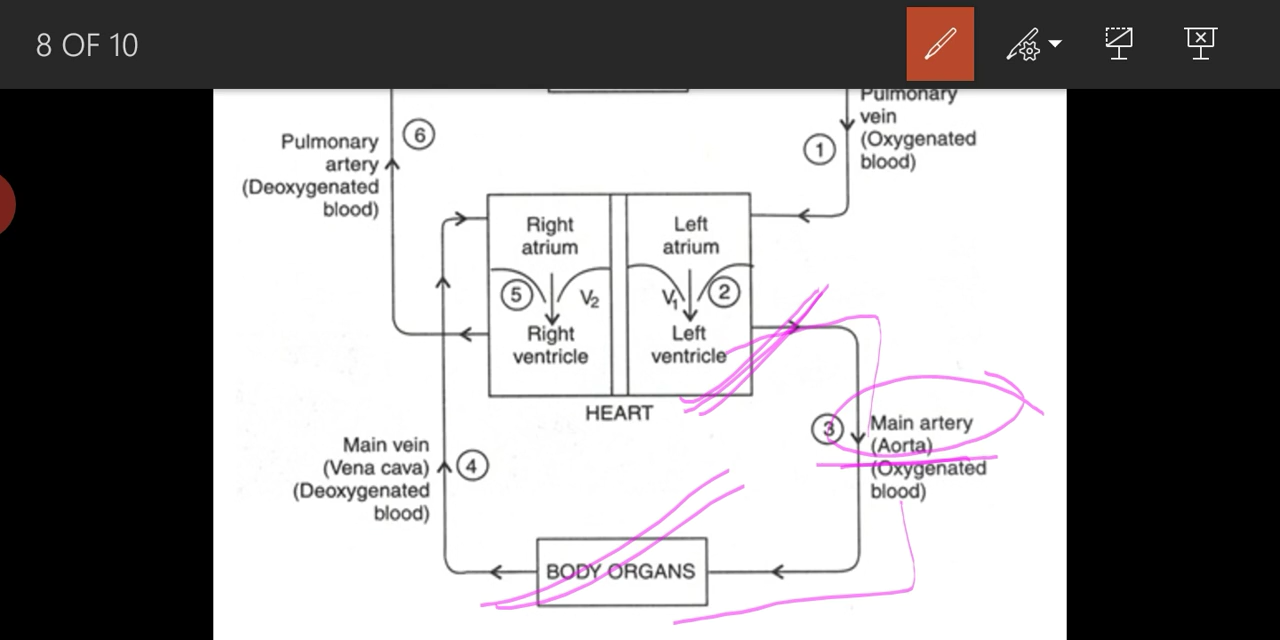 8 OF 10
Pulmonary
vein
(Oxygenated
blood)
1
6
Pulmonary
artery
(Deoxygenated
blood)
Right
atrium
Left
atrium
5
V2
V1
2
Right
ventricle
Left
ventricle
HEART
3
Main artery
(Aorta)
(Oxygenated
blood)
Main vein
(Vena cava)
(Deoxygenated
blood)
4
BODY ORGANS